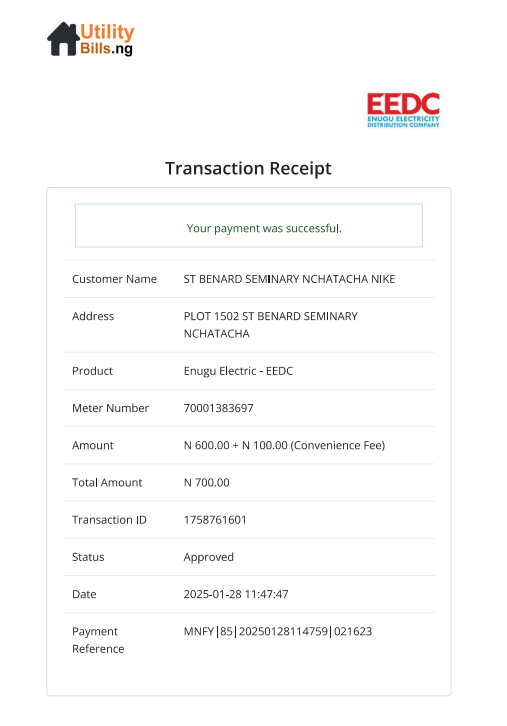 Utility
Bills.ng
EEDC
ENUGU ELECTRICITY
DISTRIBUTION COMPANY
Transaction Receipt
Your payment was successful.
Customer Name ST BENARD SEMINARY NCHATACHA NIKE
Address PLOT 1502 ST BENARD SEMINARY
NCHATACHA
Product Enugu Electric - EEDC
Meter Number 70001383697
Amount N 600.00 + N 100.00 (Convenience Fee)
Total Amount N 700.00
Transaction ID 1758761601
Status Approved
Date 2025-01-28 11:47:47
Payment MNFY|85|20250128114759|021623
Reference